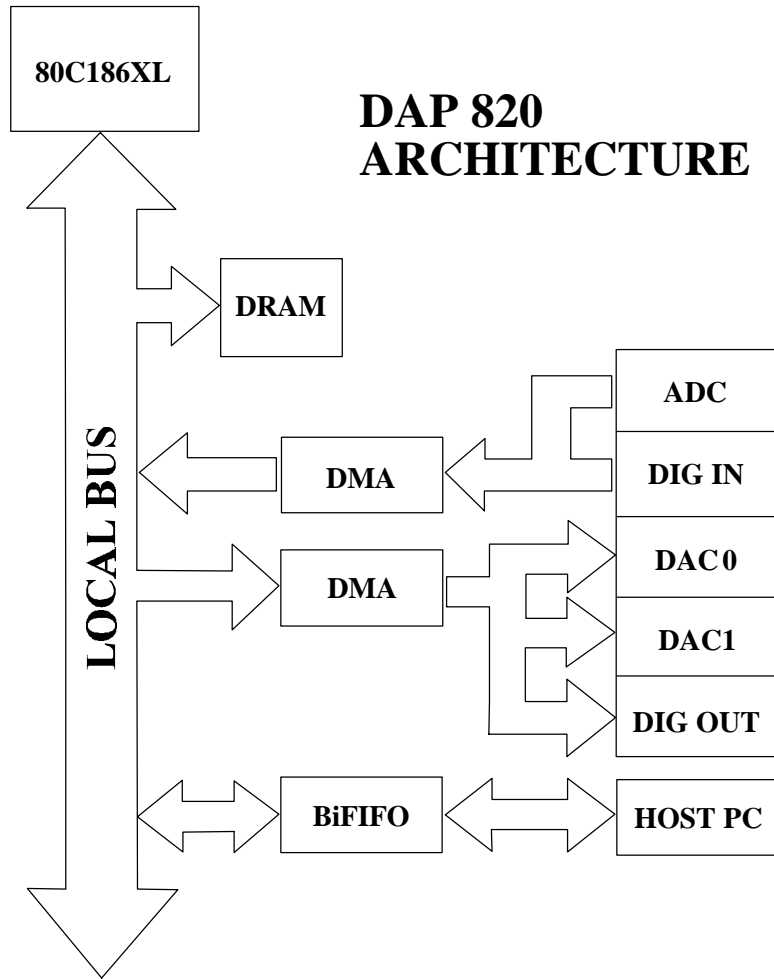 80C186XL
DAP 820
ARCHITECTURE
DRAM
ADC
LOCAL BUS
DMA
DIG IN
DMA
DAC0
DAC1
DIG OUT
BiFIFO
HOST PC